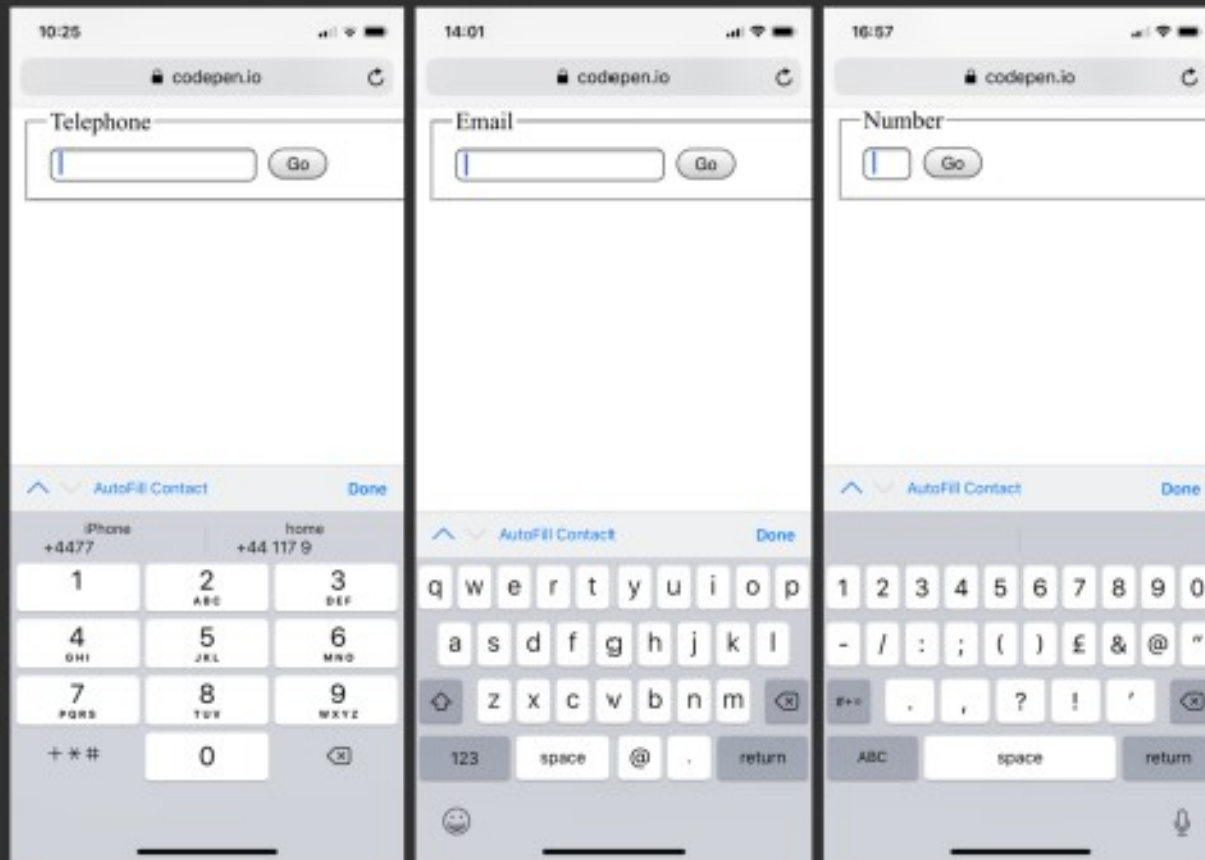 10:25
codepen.io
Telephone
Go
AutoFill Contact Done
iPhone home
+4477 +44 117 9
1 2 3
ABC DEF
4 5 6
GHI JKL MNO
7 8 9
PQRS TUV WXYZ
+*# 0
14:01
codepen.io
Email
Go
AutoFill Contact Done
q w e r t y u i o p
a s d f g h j k l
z x c v b n m
123 space @ . return
16:57
codepen.io
Number
Go
AutoFill Contact Done
1 2 3 4 5 6 7 8 9 0
- / : ; ( ) £ & @ "
#+= . , ? ! '
ABC space return